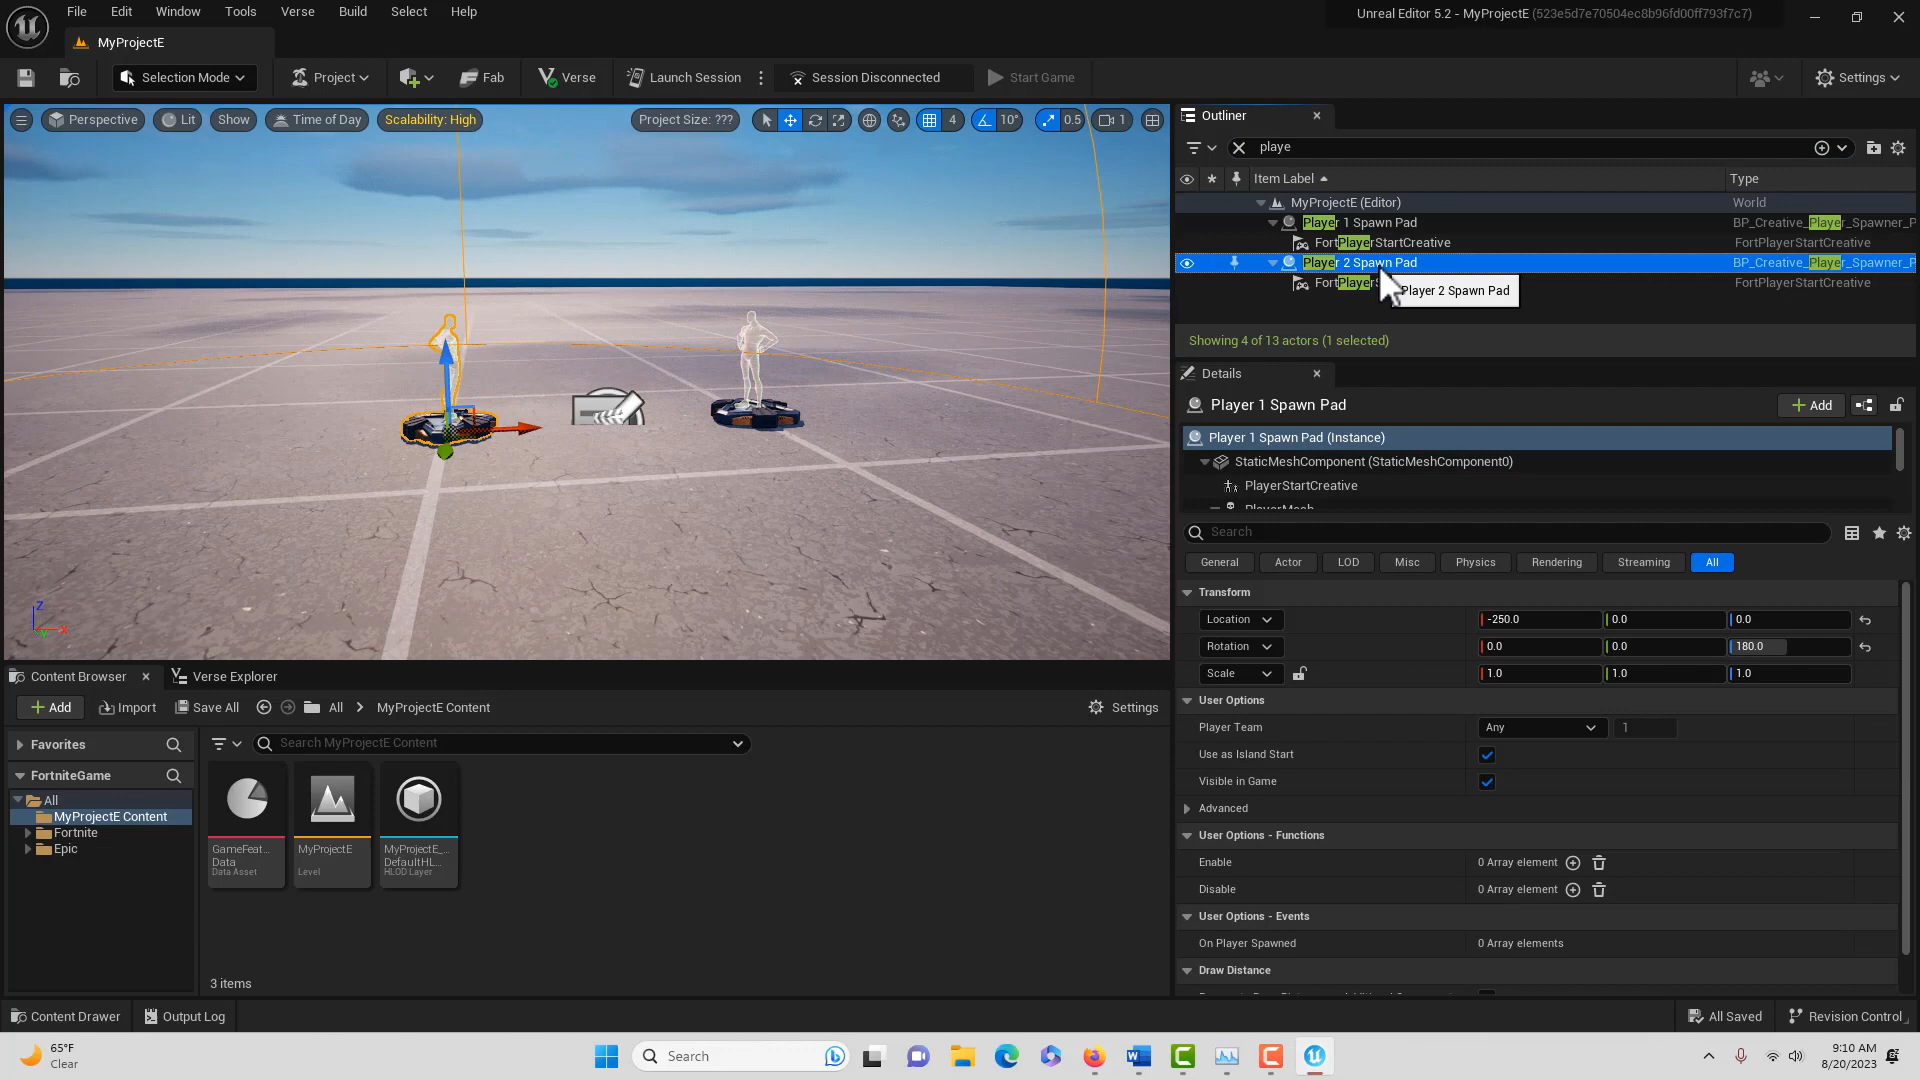 File Edit Window Tools Verse Build Select Help
Unreal Editor 5.2 - MyProjectE (523e5d7e70504ec8b96fd00ff793f7c7)
MyProjectE
Selection Mode Project Fab Verse Launch Session Session Disconnected Start Game Settings
Perspective Lit Show Time of Day Scalability: High Project Size: ??? 4 10° 0.5 1
Outliner
playe
Item Label Type
MyProjectE (Editor) World
Player 1 Spawn Pad BP_Creative_Player_Spawner_P
FortPlayerStartCreative FortPlayerStartCreative
Player 2 Spawn Pad BP_Creative_Player_Spawner_P
FortPlayerS FortPlayerStartCreative
Player 2 Spawn Pad
Showing 4 of 13 actors (1 selected)
Details
Player 1 Spawn Pad Add
Player 1 Spawn Pad (Instance)
StaticMeshComponent (StaticMeshComponent0)
PlayerStartCreative
PlayerMesh
Search
General Actor LOD Misc Physics Rendering Streaming All
Transform
Location -250.0 0.0 0.0
Rotation 0.0 0.0 180.0
Scale 1.0 1.0 1.0
User Options
Player Team Any 1
Use as Island Start
Visible in Game
Advanced
User Options - Functions
Enable 0 Array element
Disable 0 Array element
User Options - Events
On Player Spawned 0 Array elements
Draw Distance
Z
X
Content Browser Verse Explorer
Add Import Save All All MyProjectE Content Settings
Favorites
Search MyProjectE Content
FortniteGame
All
MyProjectE Content
Fortnite
Epic
GameFeat...
Data
Data Asset
MyProjectE
Level
MyProjectE_...
DefaultHL...
HLOD Layer
3 items
Content Drawer Output Log All Saved Revision Control
65°F
Clear
Search
9:10 AM
8/20/2023